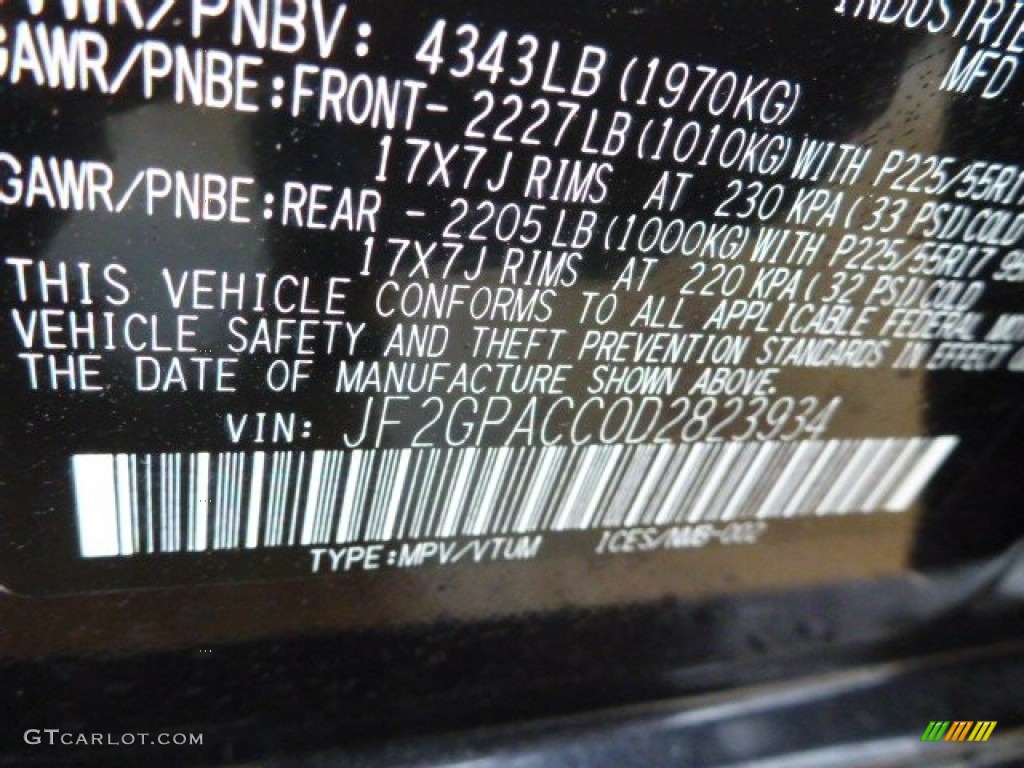 GVWR/PNBV: 4343LB (1970KG)
INDUSTRIE
MFD
GAWR/PNBE:FRONT- 2227LB(1010KG)WITH P225/55R17
17X7J RIMS AT 230 KPA( 33 PSI)COLD
GAWR/PNBE:REAR - 2205LB(1000KG)WITH P225/55R17
17X7J RIMS AT 220 KPA( 32 PSI)COLD
THIS VEHICLE CONFORMS TO ALL APPLICABLE FEDERAL
VEHICLE SAFETY AND THEFT PREVENTION STANDARDS IN EFFECT
THE DATE OF MANUFACTURE SHOWN ABOVE.
VIN: JF2GPACC0D2823934
TYPE:MPV/VTUM ICES/NMB-002
GTCARLOT.COM